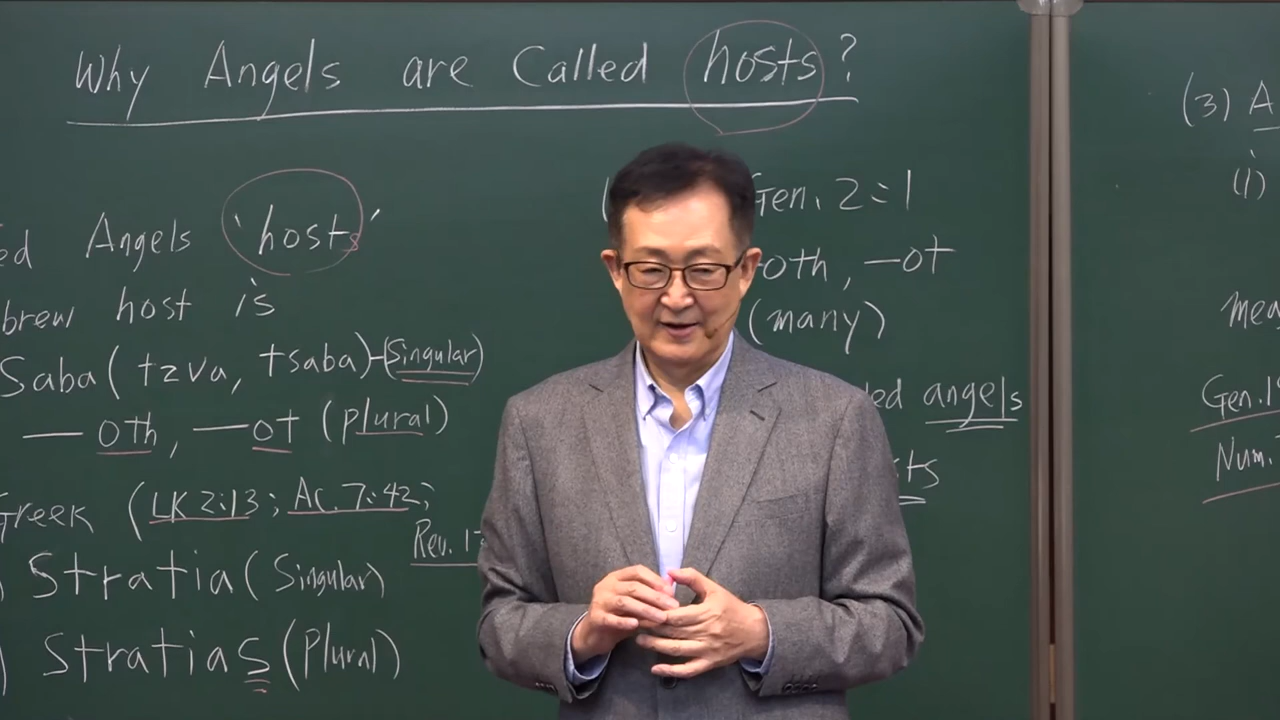 Why Angels are Called hosts?
ed Angels 'hosts'
brew host is
Saba (tzva, tsaba)-(Singular)
— oth, — ot (plural)
Greek (LK 2:13; Ac. 7:42;
Rev. 1
Stratia (Singular)
Stratias (Plural)
Gen. 2:1
-oth, -ot
(many)
ed angels
ts
(3) A
(i)
mea
Gen. 1
Num.